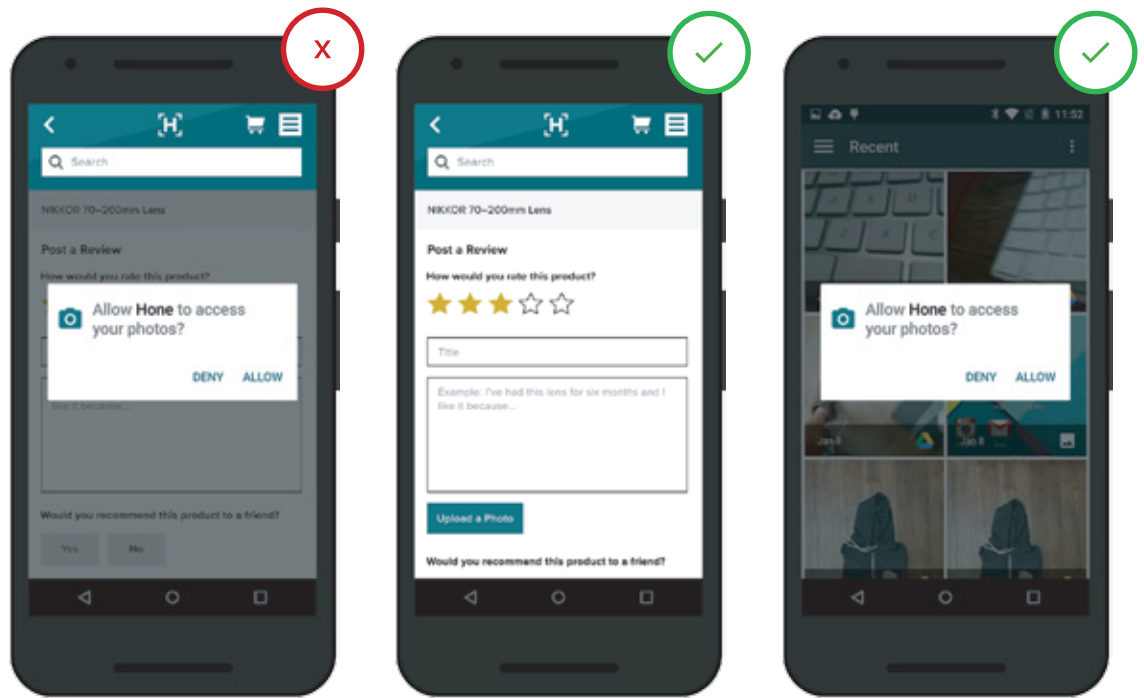 X
[H]
Search
NIKKOR 70–200mm Lens
Post a Review
How would you rate this product?
Allow Hone to access
your photos?
DENY ALLOW
like it because...
Would you recommend this product to a friend?
Yes No
[H]
Search
NIKKOR 70–200mm Lens
Post a Review
How would you rate this product?
Title
Example: I've had this lens for six months and I
like it because...
Upload a Photo
Would you recommend this product to a friend?
11:52
Recent
Allow Hone to access
your photos?
DENY ALLOW
Jan 8 Jan 8